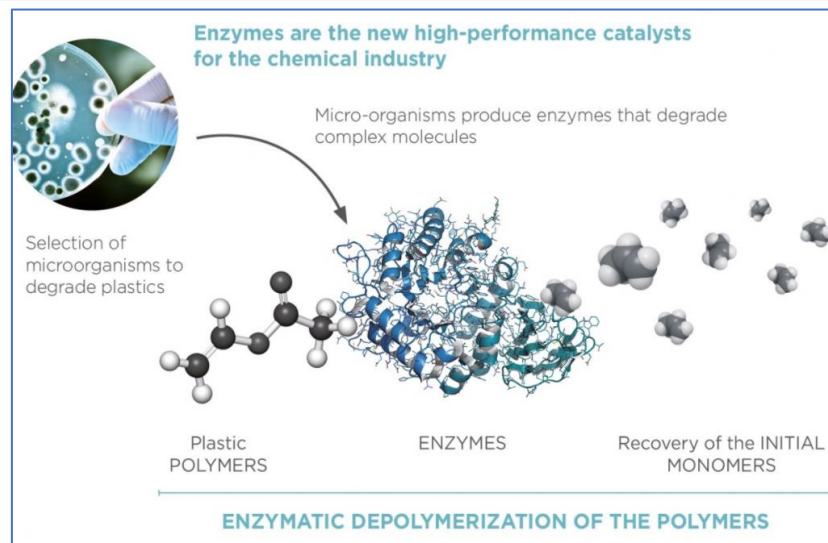 Enzymes are the new high-performance catalysts
for the chemical industry
Micro-organisms produce enzymes that degrade
complex molecules
Selection of
microorganisms to
degrade plastics
Plastic
POLYMERS
ENZYMES
Recovery of the INITIAL
MONOMERS
ENZYMATIC DEPOLYMERIZATION OF THE POLYMERS